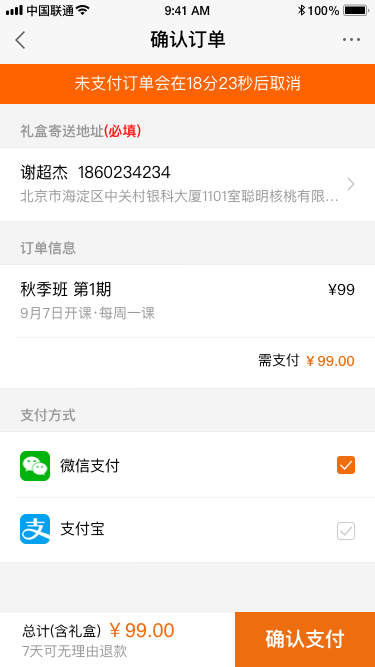 中国联通 9:41 AM 100%
确认订单
未支付订单会在18分23秒后取消
礼盒寄送地址(必填)
谢超杰 1860234234
北京市海淀区中关村银科大厦1101室聪明核桃有限...
订单信息
秋季班 第1期 ¥99
9月7日开课·每周一课
需支付 ¥99.00
支付方式
微信支付
支 支付宝
总计(含礼盒) ¥99.00 确认支付
7天可无理由退款